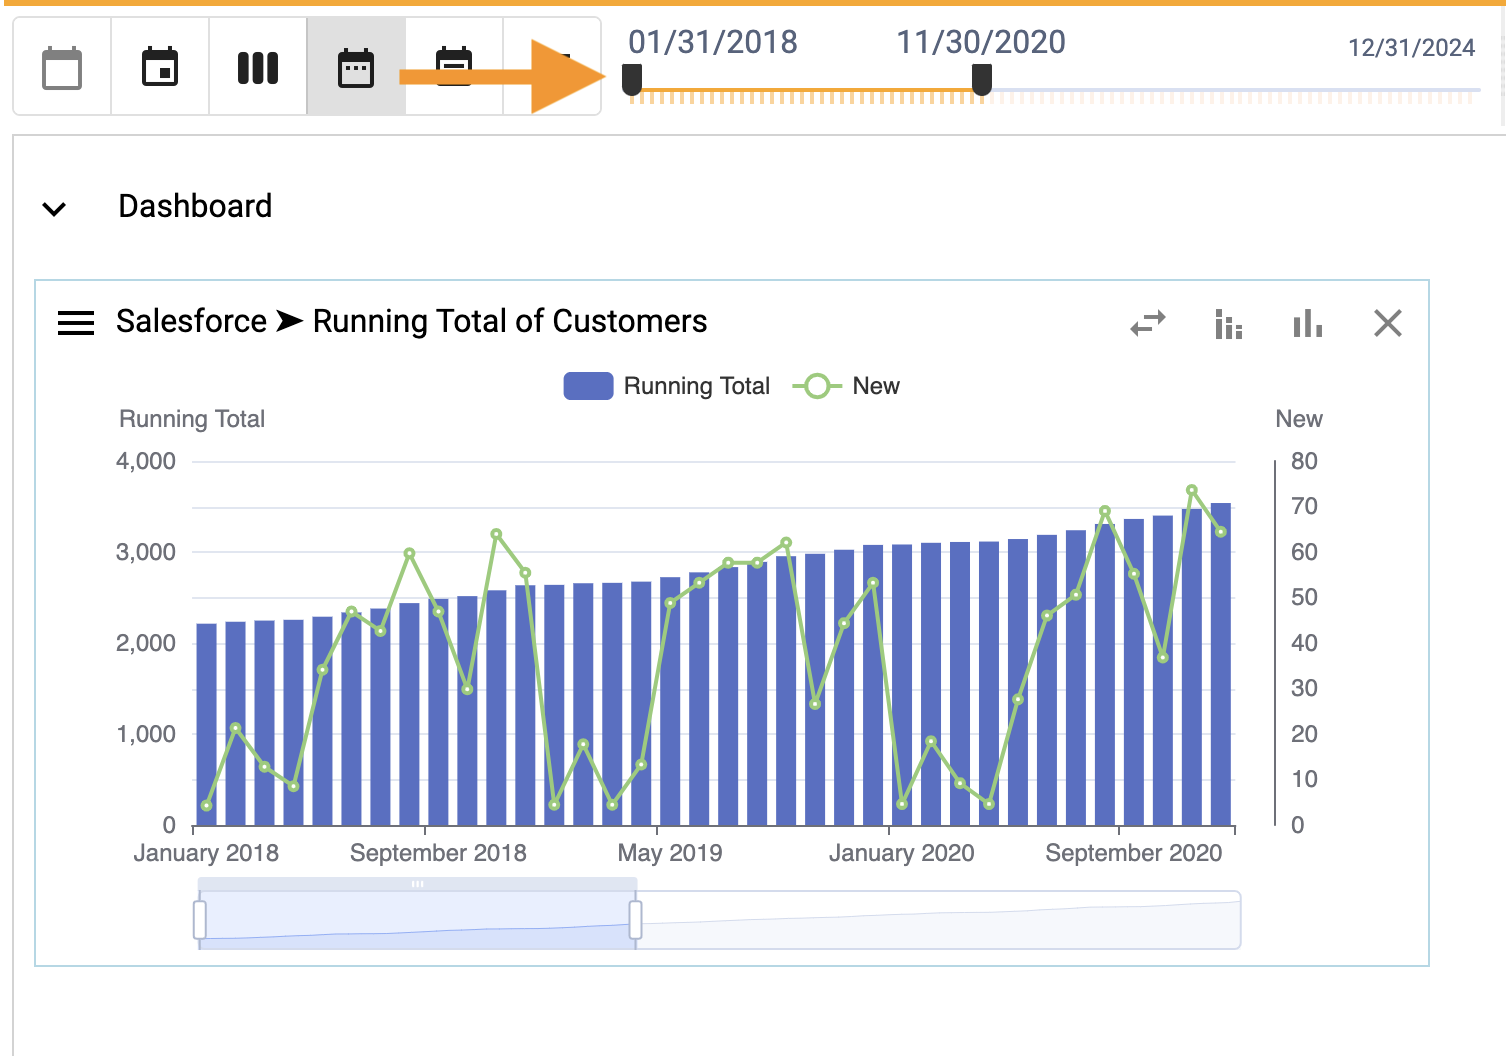 01/31/2018 11/30/2020 12/31/2024
Dashboard
Salesforce ➤ Running Total of Customers
Running Total New
Running Total New
4,000 80
70
3,000 60
50
2,000 40
30
1,000 20
10
0 0
January 2018 September 2018 May 2019 January 2020 September 2020